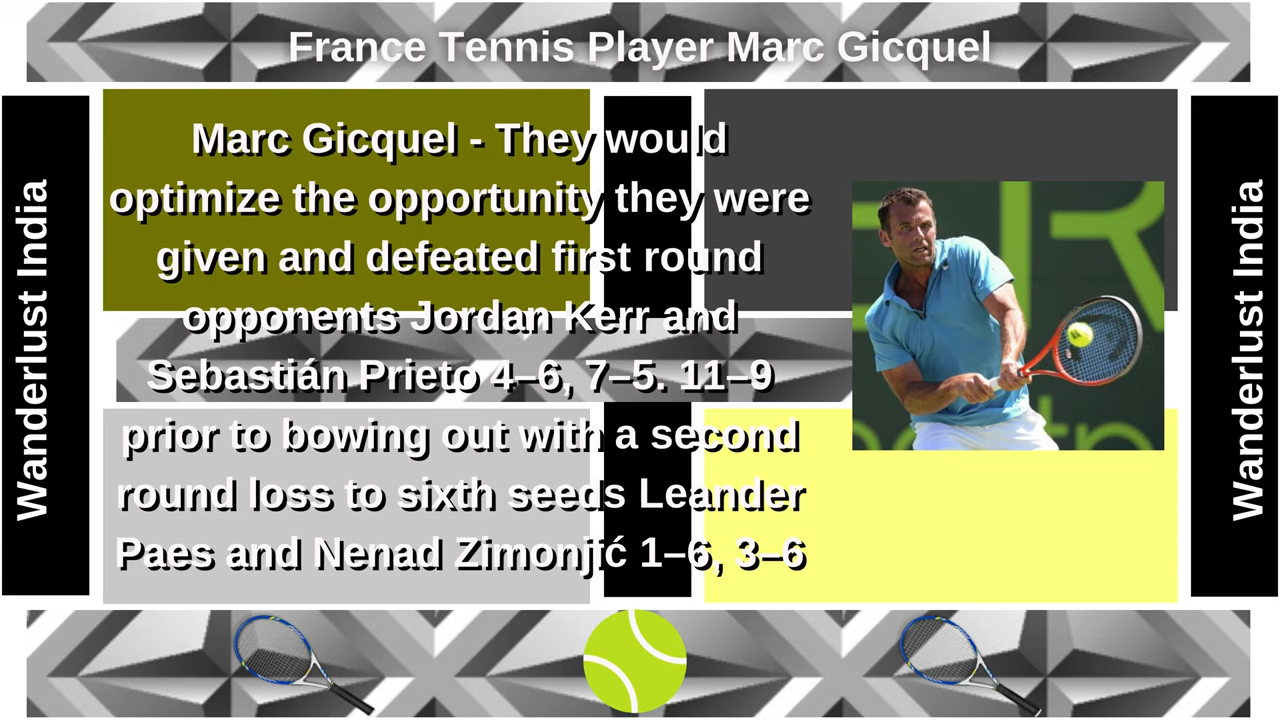 France Tennis Player Marc Gicquel
Wanderlust India
Marc Gicquel - They would
optimize the opportunity they were
given and defeated first round
opponents Jordan Kerr and
Sebastián Prieto 4–6, 7–5. 11–9
prior to bowing out with a second
round loss to sixth seeds Leander
Paes and Nenad Zimonjić 1–6, 3–6
Wanderlust India